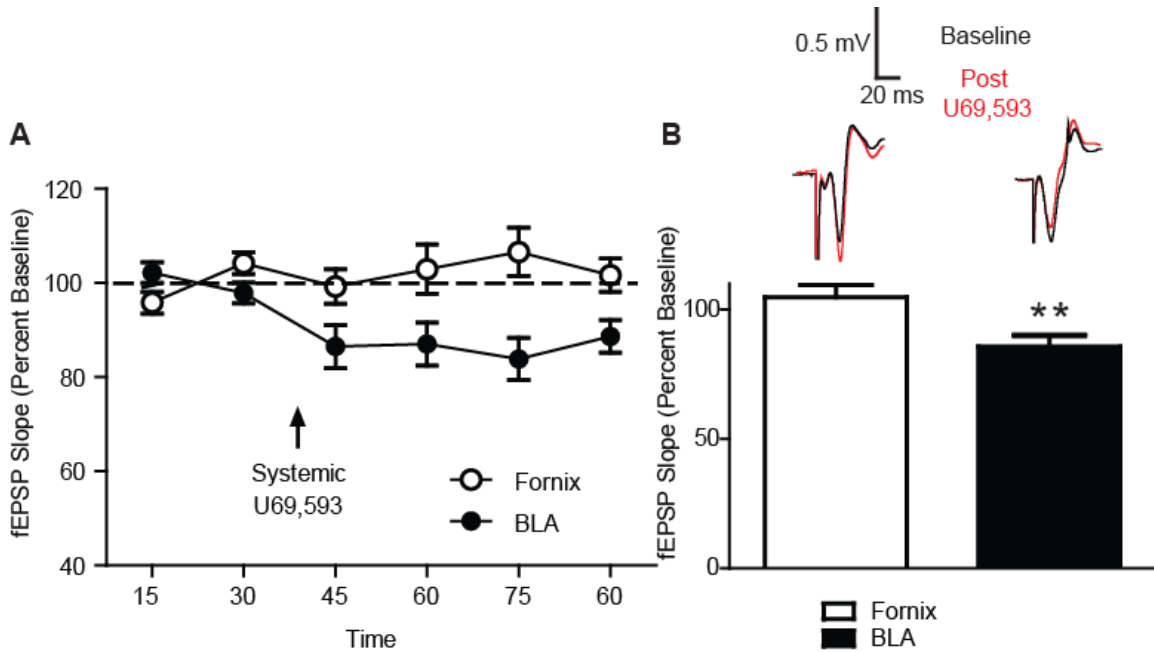 0.5 mV
20 ms
Baseline
Post
U69,593
A
fEPSP Slope (Percent Baseline)
120
100
80
60
40
Systemic
U69,593
Fornix
BLA
15 30 45 60 75 60
Time
B
fEPSP Slope (Percent Baseline)
100
50
0
**
Fornix
BLA